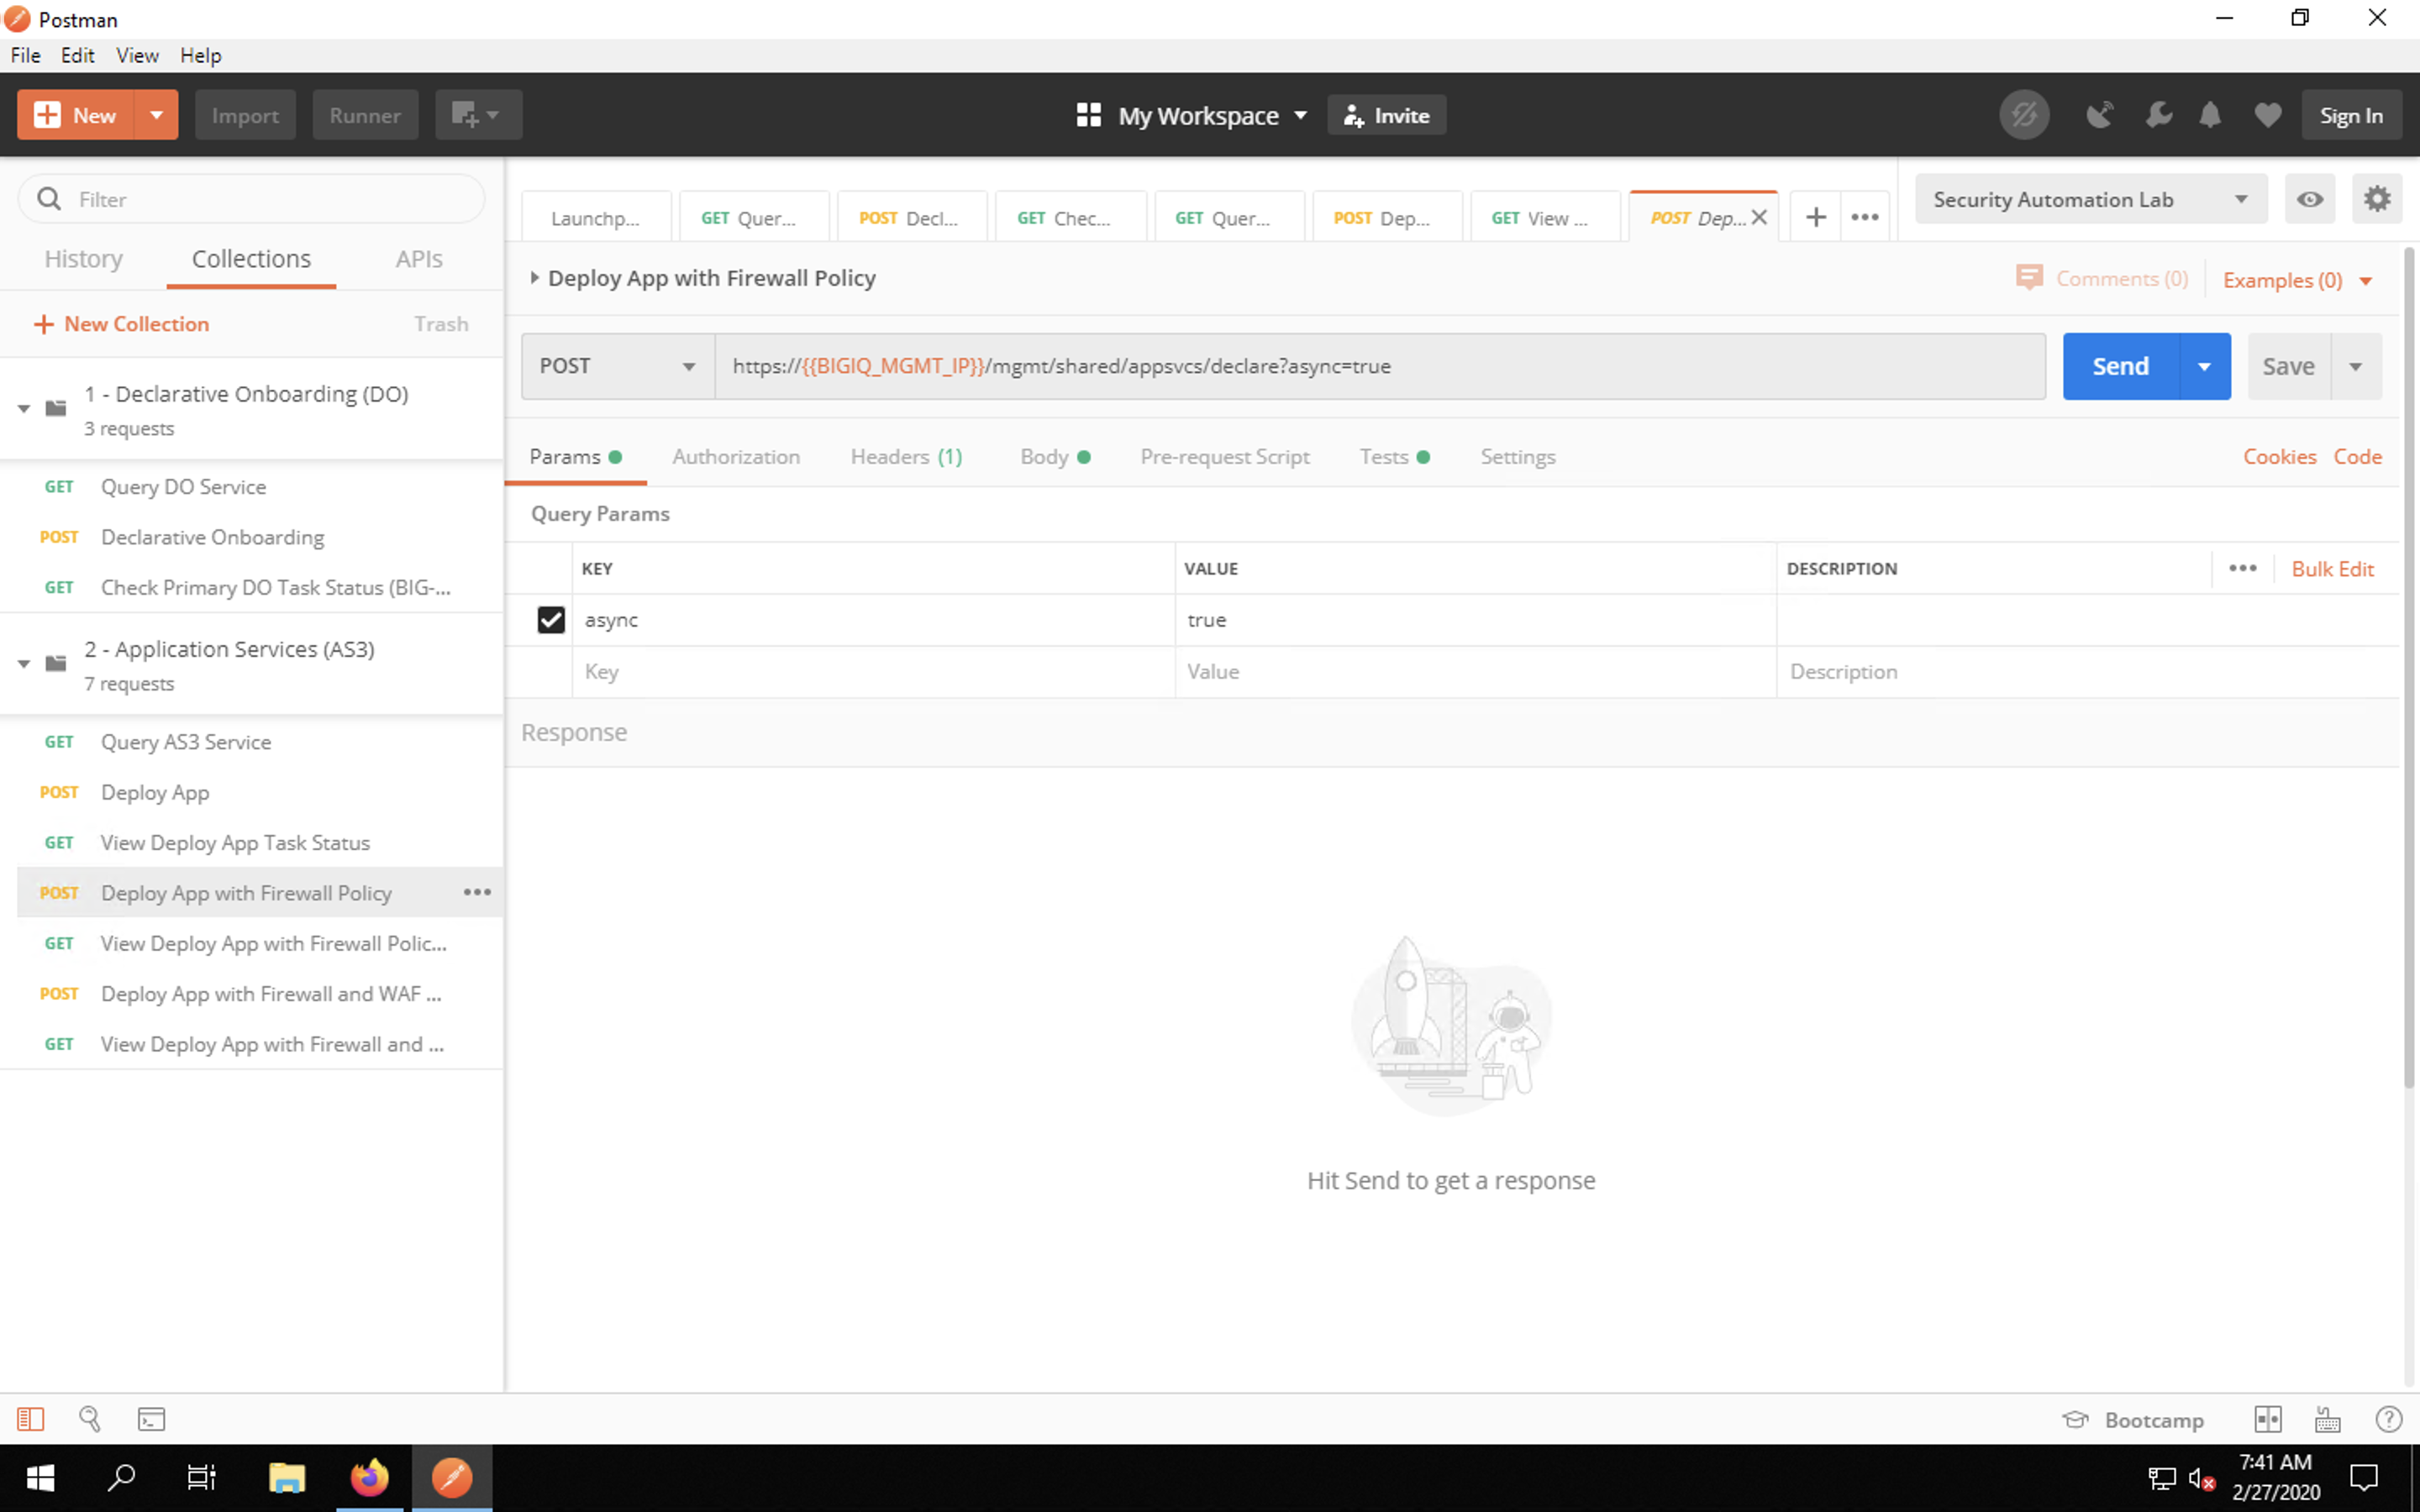 Postman
File Edit View Help
New
Import
Runner
My Workspace
Invite
Sign In
Filter
Launchp...
GET Quer...
POST Decl...
GET Chec...
GET Quer...
POST Dep...
GET View ...
POST Dep...
Security Automation Lab
History
Collections
APIs
Deploy App with Firewall Policy
Comments (0)
Examples (0)
New Collection
Trash
POST
https://{{BIGIQ_MGMT_IP}}/mgmt/shared/appsvcs/declare?async=true
Send
Save
1 - Declarative Onboarding (DO)
3 requests
Params
Authorization
Headers (1)
Body
Pre-request Script
Tests
Settings
Cookies
Code
GET Query DO Service
POST Declarative Onboarding
GET Check Primary DO Task Status (BIG-...
Query Params
KEY
VALUE
DESCRIPTION
Bulk Edit
async
true
Key
Value
Description
2 - Application Services (AS3)
7 requests
Response
GET Query AS3 Service
POST Deploy App
GET View Deploy App Task Status
POST Deploy App with Firewall Policy
GET View Deploy App with Firewall Polic...
POST Deploy App with Firewall and WAF ...
GET View Deploy App with Firewall and ...
Hit Send to get a response
Bootcamp
7:41 AM
2/27/2020